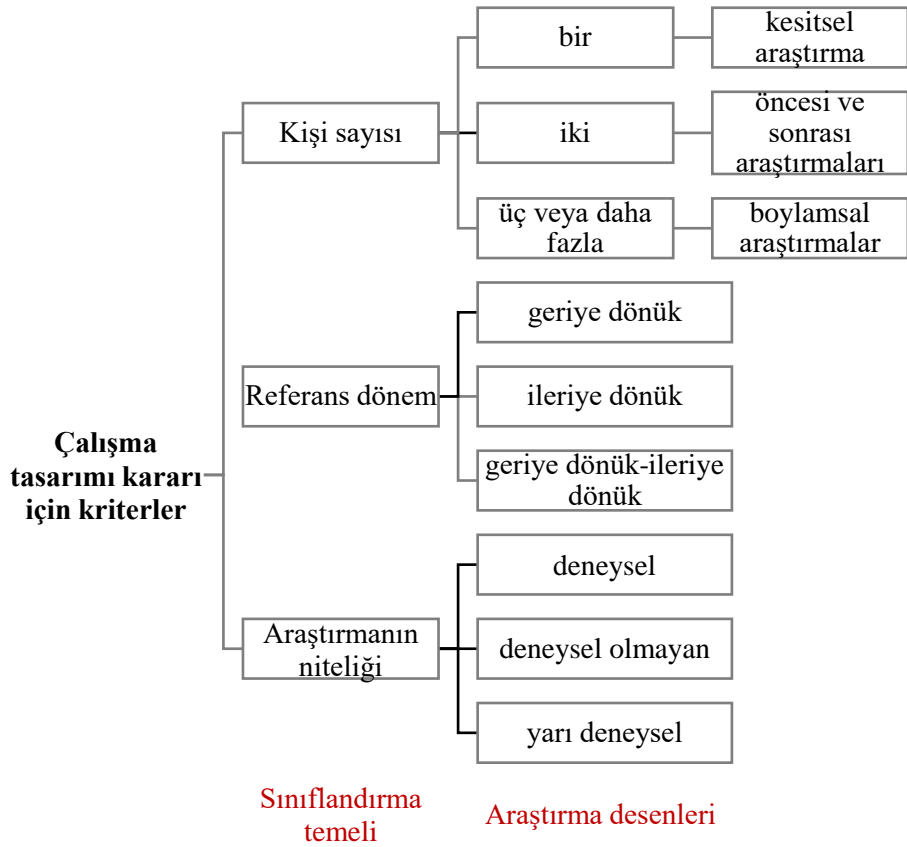 Çalışma
tasarımı kararı
için kriterler
Kişi sayısı
bir
kesitsel
araştırma
iki
öncesi ve
sonrası
araştırmaları
üç veya daha
fazla
boylamsal
araştırmalar
Referans dönem
geriye dönük
ileriye dönük
geriye dönük-ileriye
dönük
Araştırmanın
niteliği
deneysel
deneysel olmayan
yarı deneysel
Sınıflandırma
temeli
Araştırma desenleri